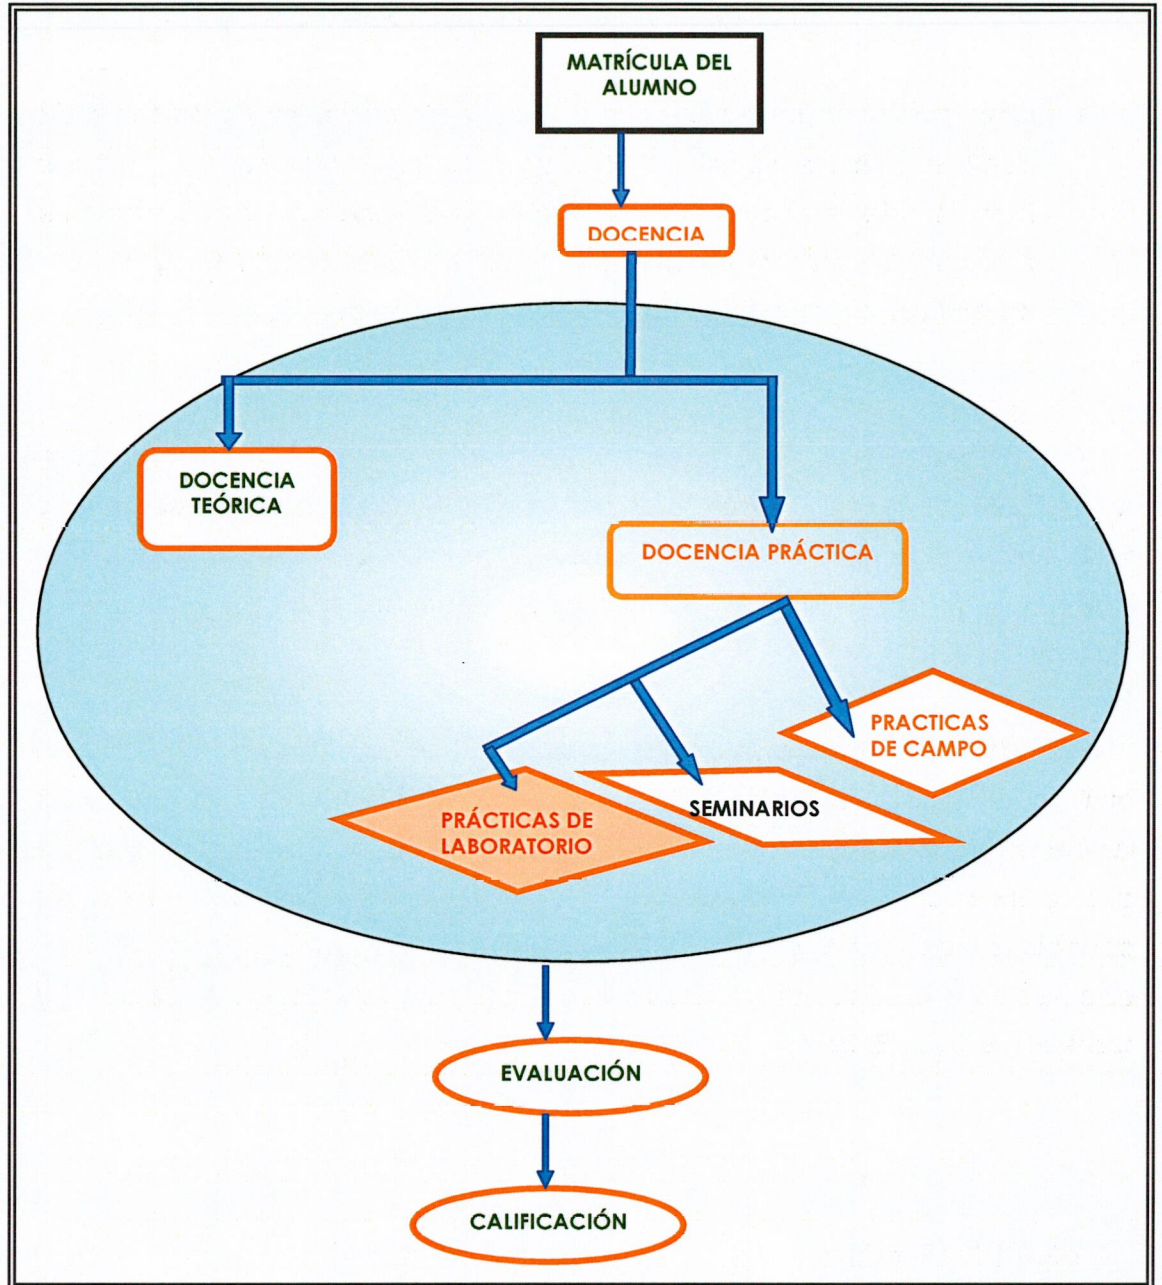 MATRÍCULA DEL
ALUMNO
DOCENCIA
DOCENCIA
TEÓRICA
DOCENCIA PRÁCTICA
PRACTICAS
DE CAMPO
SEMINARIOS
PRÁCTICAS DE
LABORATORIO
EVALUACIÓN
CALIFICACIÓN